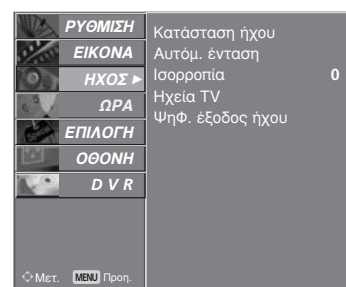 ΡΥΘΜΙΣΗ
ΕΙΚΟΝΑ
ΗΧΟΣ ►
ΩΡΑ
ΕΠΙΛΟΓΗ
ΟΘΟΝΗ
D V R
Κατάσταση ήχου
Αυτόμ. ένταση
Ισορροπία 0
Ηχεία TV
ΨηΦ. έξοδος ήχου
Μετ. MENU Προη.